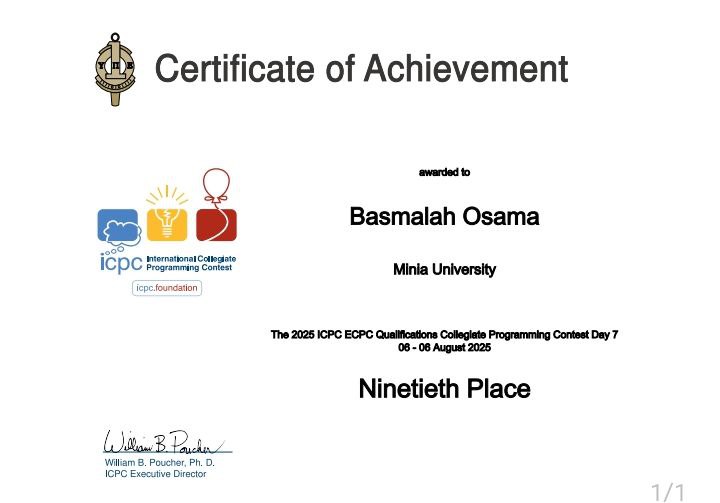 ΥΠΕ
Certificate of Achievement
awarded to
Basmalah Osama
Minia University
icpc International Collegiate
Programming Contest
icpc.foundation
The 2025 ICPC ECPC Qualifications Collegiate Programming Contest Day 7
06 - 06 August 2025
Ninetieth Place
William B. Poucher
William B. Poucher, Ph. D.
ICPC Executive Director
1/1